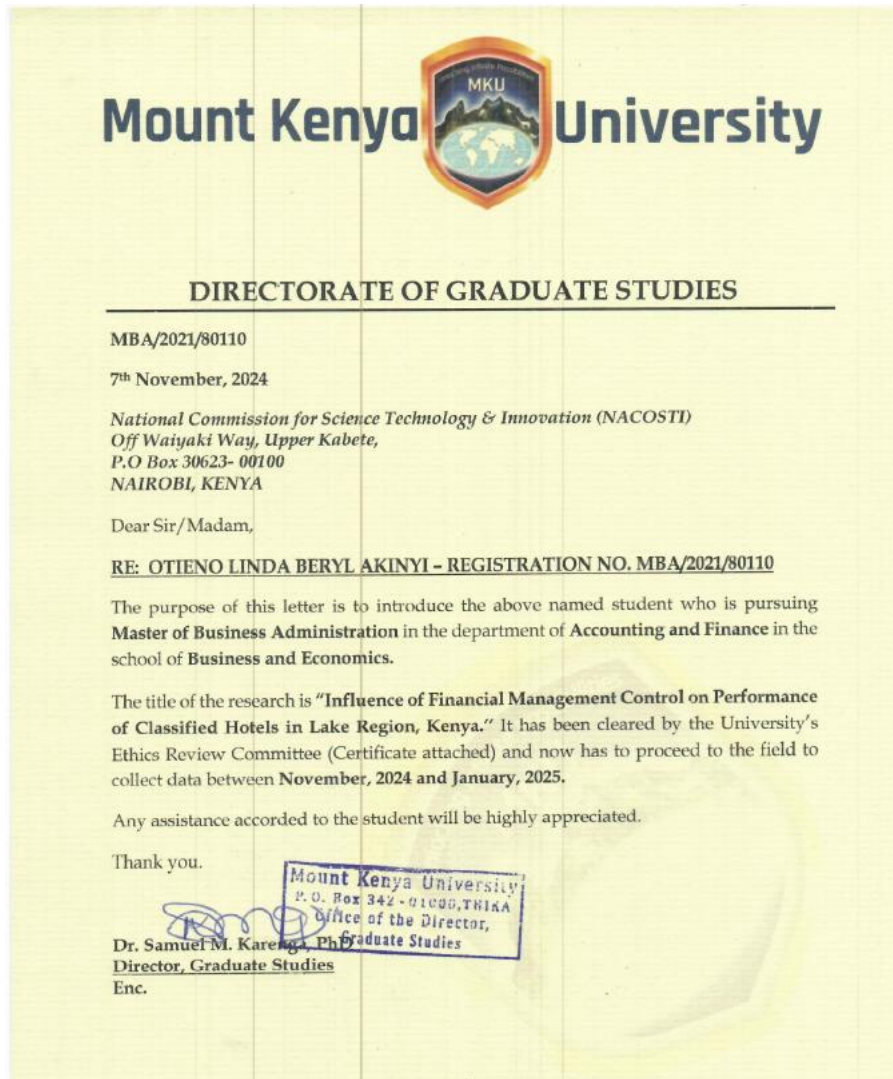 Mount Kenya University
MKU
DIRECTORATE OF GRADUATE STUDIES
MBA/2021/80110
7th November, 2024
National Commission for Science Technology & Innovation (NACOSTI)
Off Waiyaki Way, Upper Kabete,
P.O Box 30623- 00100
NAIROBI, KENYA
Dear Sir/Madam,
RE: OTIENO LINDA BERYL AKINYI – REGISTRATION NO. MBA/2021/80110
The purpose of this letter is to introduce the above named student who is pursuing
Master of Business Administration in the department of Accounting and Finance in the
school of Business and Economics.
The title of the research is “Influence of Financial Management Control on Performance
of Classified Hotels in Lake Region, Kenya.” It has been cleared by the University’s
Ethics Review Committee (Certificate attached) and now has to proceed to the field to
collect data between November, 2024 and January, 2025.
Any assistance accorded to the student will be highly appreciated.
Thank you.
Mount Kenya University
P.O. Box 342-01000, THIKA
Office of the Director,
Graduate Studies
Dr. Samuel M. Karenga, PhD
Director, Graduate Studies
Enc.